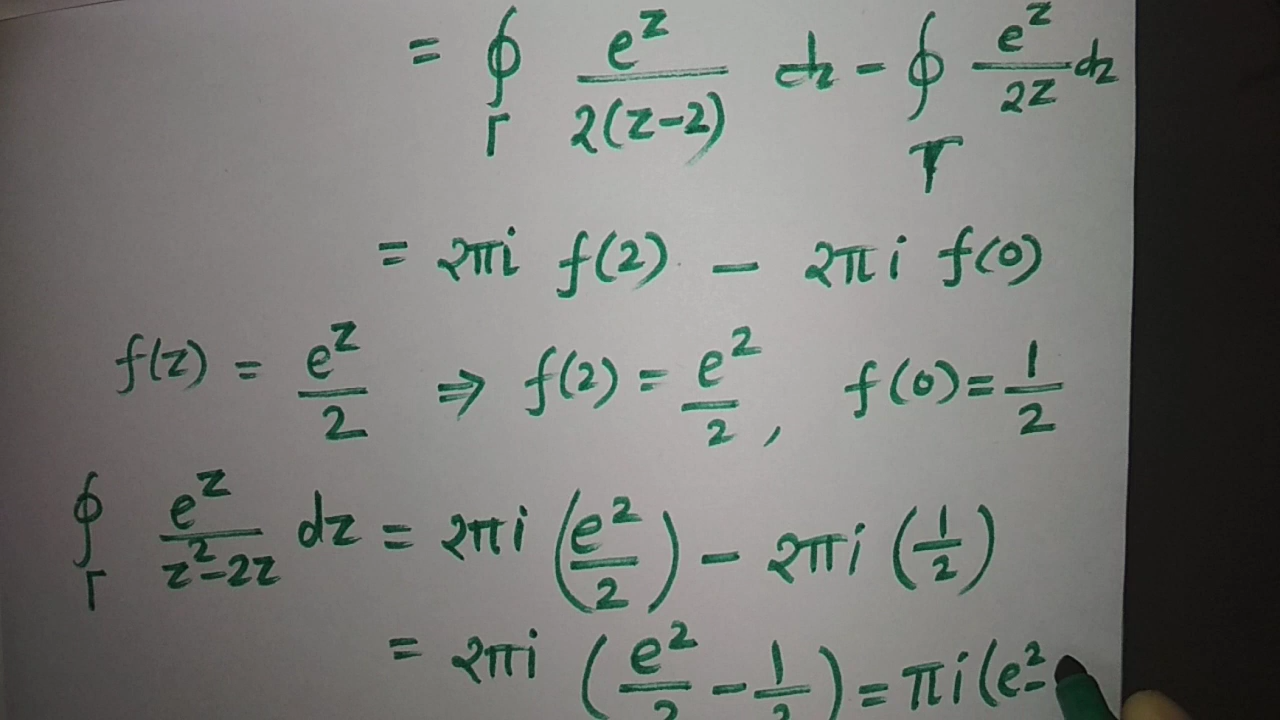 = ∮_Γ e^z / 2(z-2) dz - ∮_Γ e^z / 2z dz
= 2πi f(2) - 2πi f(0)
f(z) = e^z / 2 ⇒ f(2) = e^2 / 2, f(0) = 1 / 2
∮_Γ e^z / z^2-2z dz = 2πi (e^2 / 2) - 2πi (1 / 2)
= 2πi (e^2 / 2 - 1 / 2) = πi(e^2 -